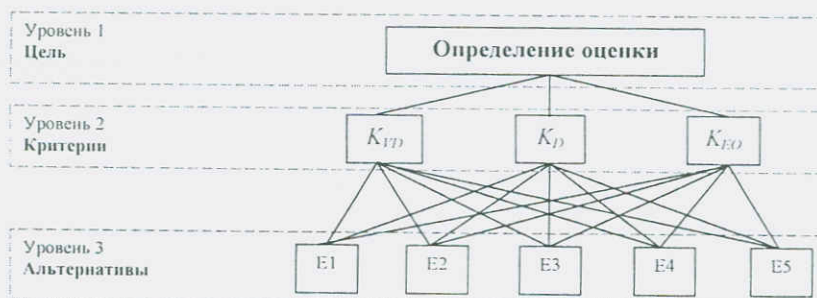 Уровень 1
Цель
Определение оценки
Уровень 2
Критерии
K_VD K_D K_EO
Уровень 3
Альтернативы
E1 E2 E3 E4 E5